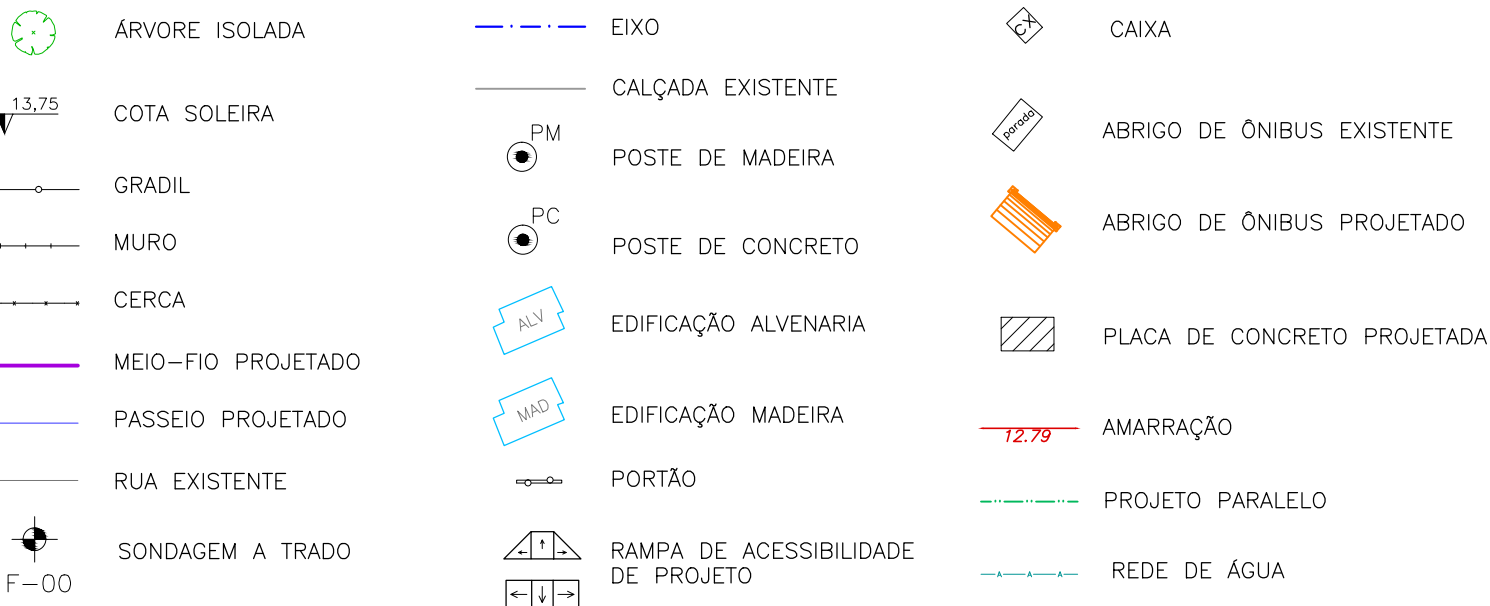 ÁRVORE ISOLADA
13,75
COTA SOLEIRA
GRADIL
MURO
CERCA
MEIO-FIO PROJETADO
PASSEIO PROJETADO
RUA EXISTENTE
SONDAGEM A TRADO
F-00
EIXO
CALÇADA EXISTENTE
PM
POSTE DE MADEIRA
PC
POSTE DE CONCRETO
ALV
EDIFICAÇÃO ALVENARIA
MAD
EDIFICAÇÃO MADEIRA
PORTÃO
RAMPA DE ACESSIBILIDADE
DE PROJETO
CX
CAIXA
parada
ABRIGO DE ÔNIBUS EXISTENTE
ABRIGO DE ÔNIBUS PROJETADO
PLACA DE CONCRETO PROJETADA
12.79
AMARRAÇÃO
PROJETO PARALELO
A A A
REDE DE ÁGUA